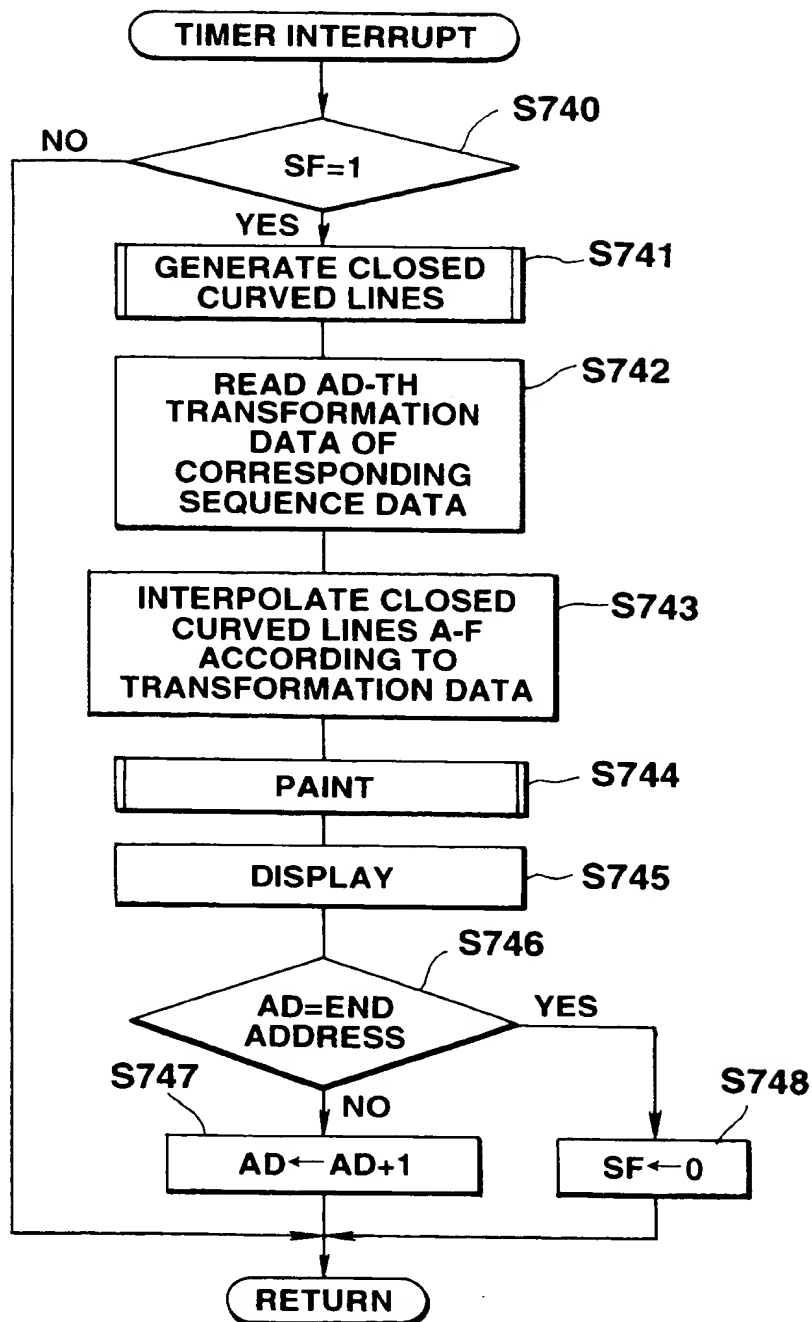 TIMER INTERRUPT
S740
NO
SF=1
YES
GENERATE CLOSED
CURVED LINES
S741
READ AD-TH
TRANSFORMATION
DATA OF
CORRESPONDING
SEQUENCE DATA
S742
INTERPOLATE CLOSED
CURVED LINES A-F
ACCORDING TO
TRANSFORMATION DATA
S743
PAINT
S744
DISPLAY
S745
S746
AD=END
ADDRESS
YES
S747
NO
S748
AD←AD+1
SF←0
RETURN